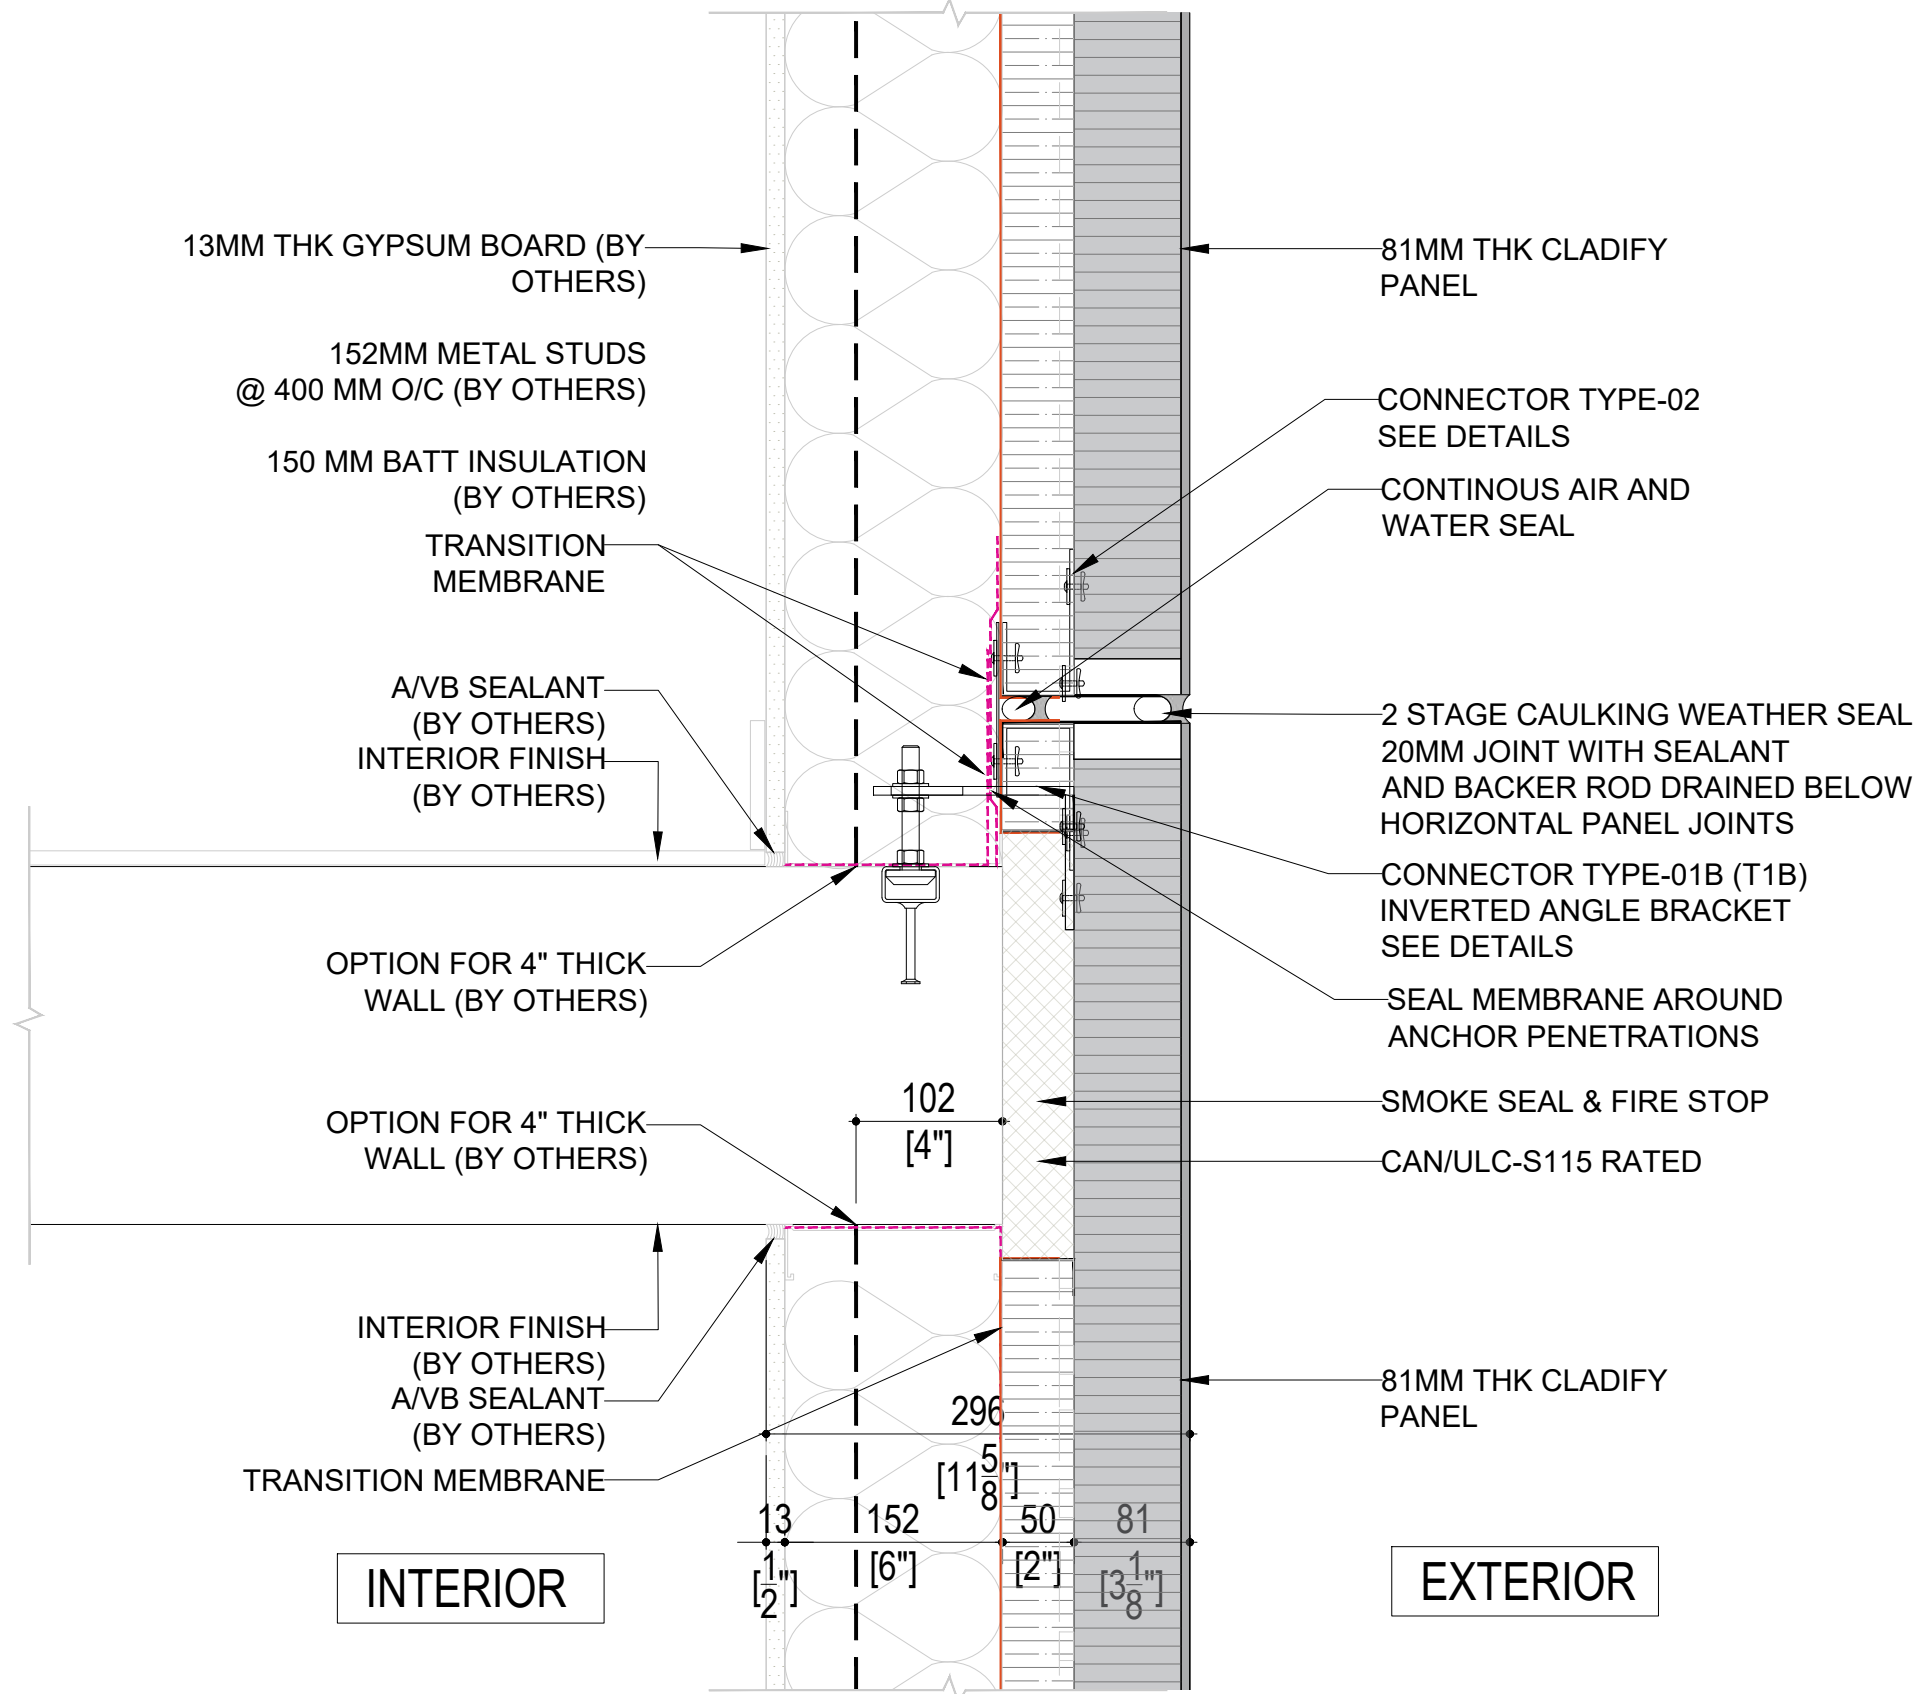 13MM THK GYPSUM BOARD (BY
OTHERS)
152MM METAL STUDS
@ 400 MM O/C (BY OTHERS)
150 MM BATT INSULATION
(BY OTHERS)
TRANSITION
MEMBRANE
A/VB SEALANT
(BY OTHERS)
INTERIOR FINISH
(BY OTHERS)
OPTION FOR 4" THICK
WALL (BY OTHERS)
OPTION FOR 4" THICK
WALL (BY OTHERS)
INTERIOR FINISH
(BY OTHERS)
A/VB SEALANT
(BY OTHERS)
TRANSITION MEMBRANE
INTERIOR
102
[4"]
296
[11 5/8"]
13
[1/2"]
152
[6"]
50
[2"]
81
[3 1/8"]
81MM THK CLADIFY
PANEL
CONNECTOR TYPE-02
SEE DETAILS
CONTINOUS AIR AND
WATER SEAL
2 STAGE CAULKING WEATHER SEAL
20MM JOINT WITH SEALANT
AND BACKER ROD DRAINED BELOW
HORIZONTAL PANEL JOINTS
CONNECTOR TYPE-01B (T1B)
INVERTED ANGLE BRACKET
SEE DETAILS
SEAL MEMBRANE AROUND
ANCHOR PENETRATIONS
SMOKE SEAL & FIRE STOP
CAN/ULC-S115 RATED
81MM THK CLADIFY
PANEL
EXTERIOR